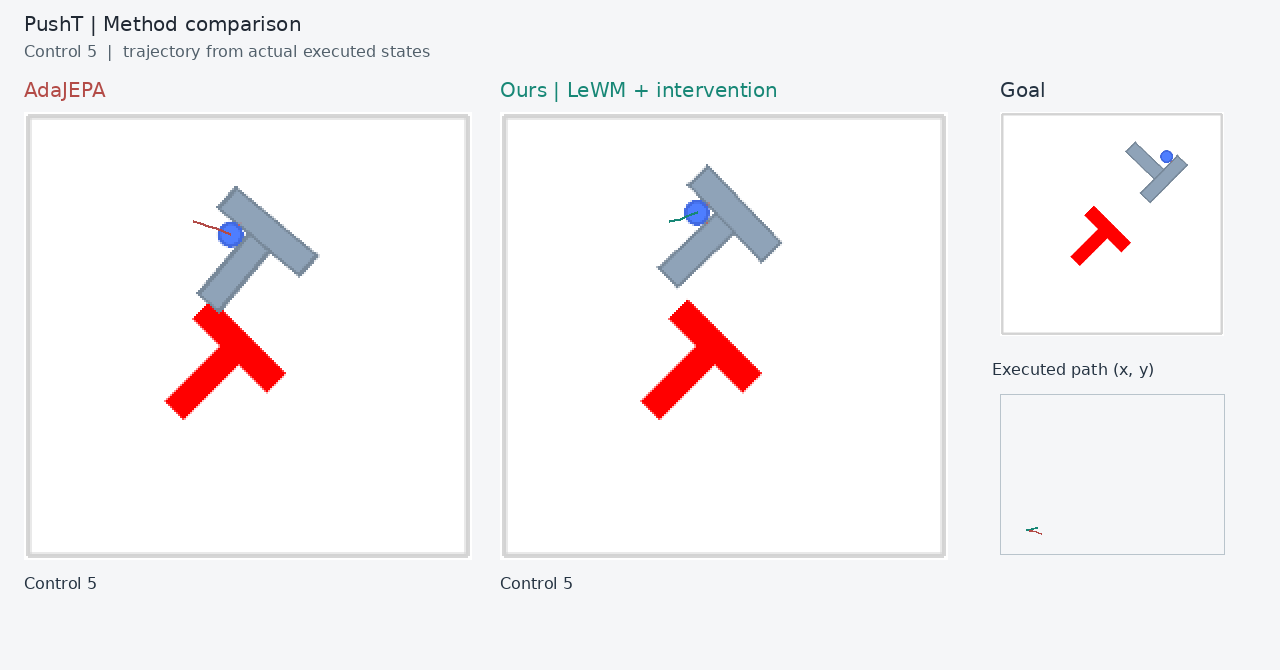 PushT | Method comparison
Control 5  |  trajectory from actual executed states
AdaJEPA
Ours | LeWM + intervention
Goal
Executed path (x, y)
Control 5
Control 5